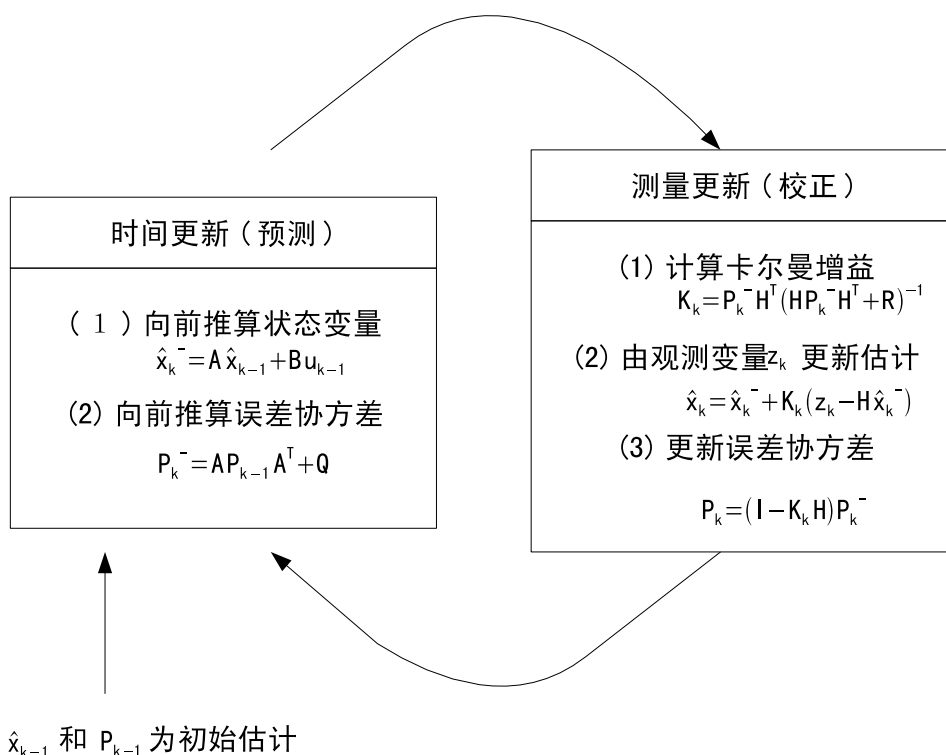 时间更新（预测）
（１）向前推算状态变量
x̂ₖ⁻=Ax̂ₖ₋₁+Buₖ₋₁
(2) 向前推算误差协方差
Pₖ⁻=APₖ₋₁Aᵀ+Q
测量更新（校正）
(1) 计算卡尔曼增益
Kₖ=Pₖ⁻Hᵀ(HPₖ⁻Hᵀ+R)⁻¹
(2) 由观测变量zₖ 更新估计
x̂ₖ=x̂ₖ⁻+Kₖ(zₖ−Hx̂ₖ⁻)
(3) 更新误差协方差
Pₖ=(I−KₖH)Pₖ⁻
x̂ₖ₋₁ 和 Pₖ₋₁为初始估计